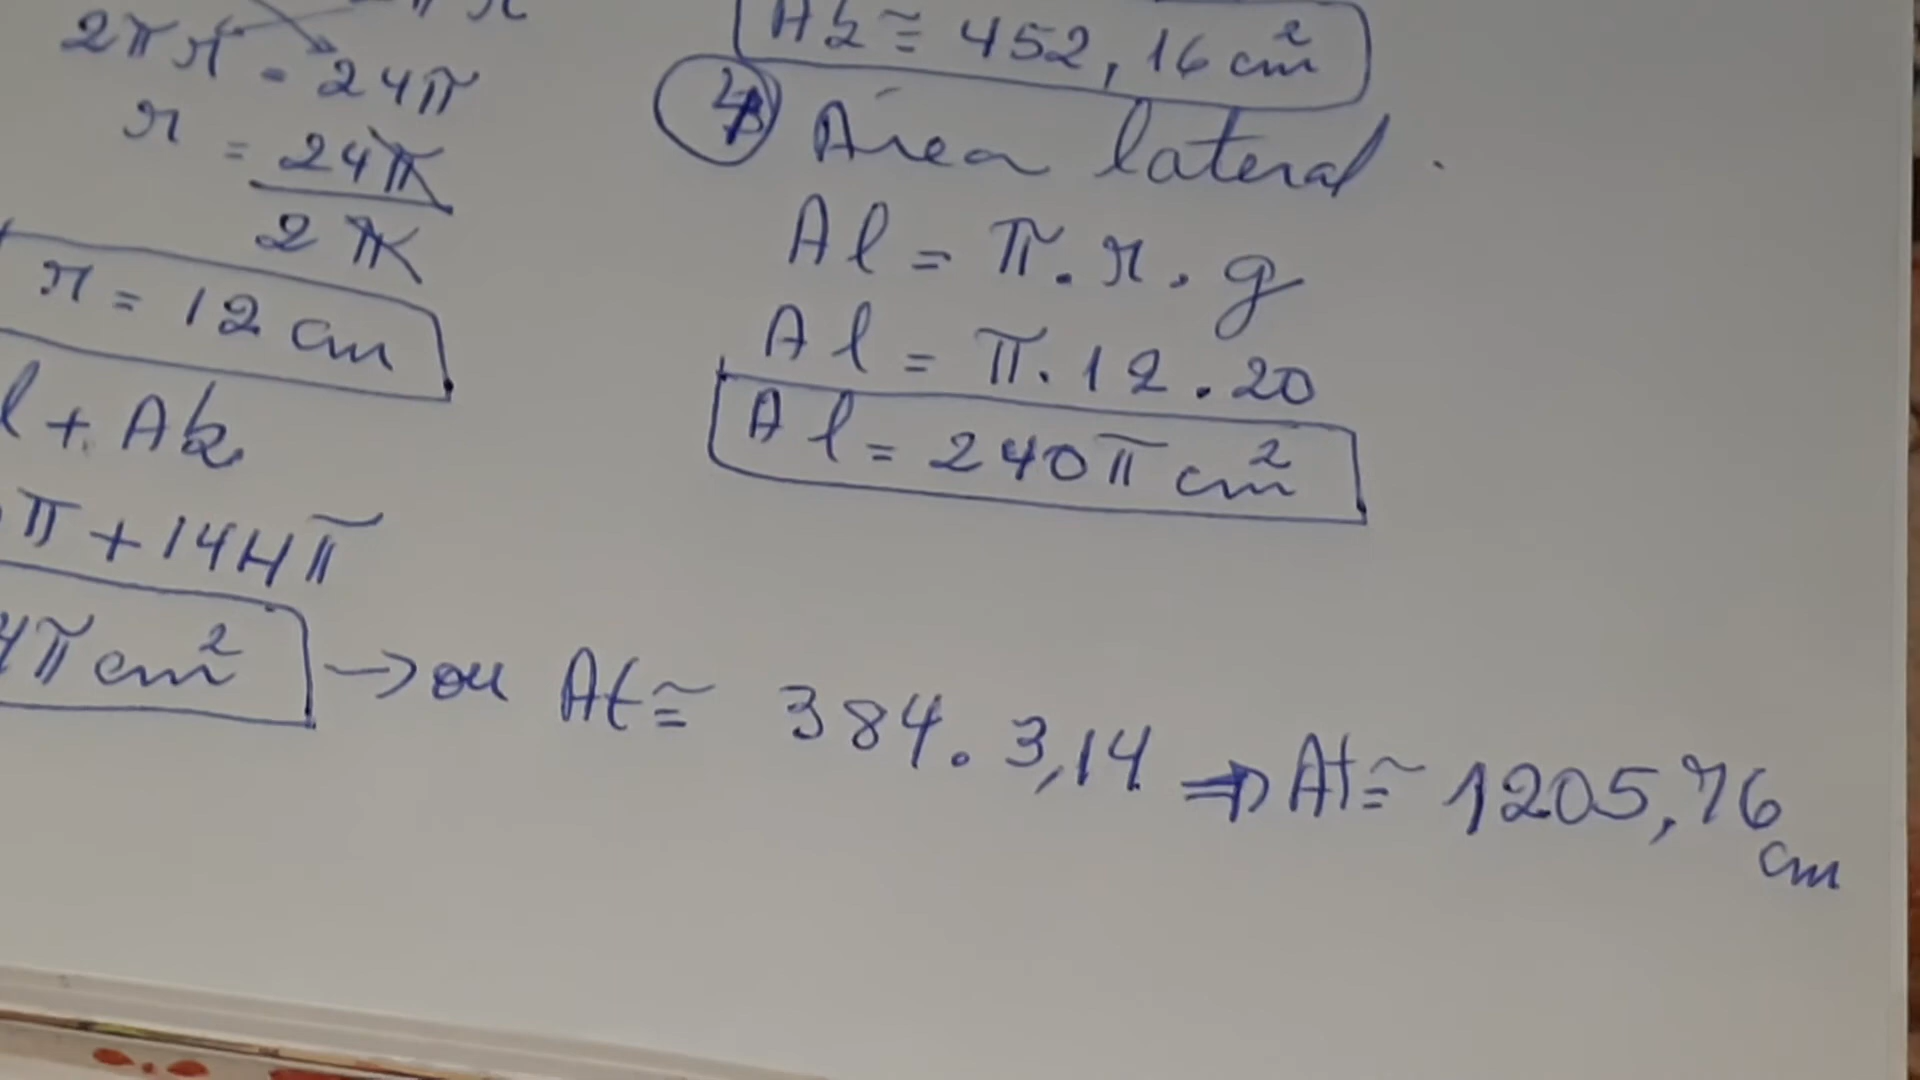 2πr = 24π
r = 24π
2π
r = 12 cm
l + Ab
π + 144π
4π cm²
Ab ≅ 452,16 cm²
Área lateral
Al = π.r.g
Al = π.12.20
Al = 240π cm²
→ ou At ≅ 384.3,14 ⇒ At ≅ 1205,76
cm